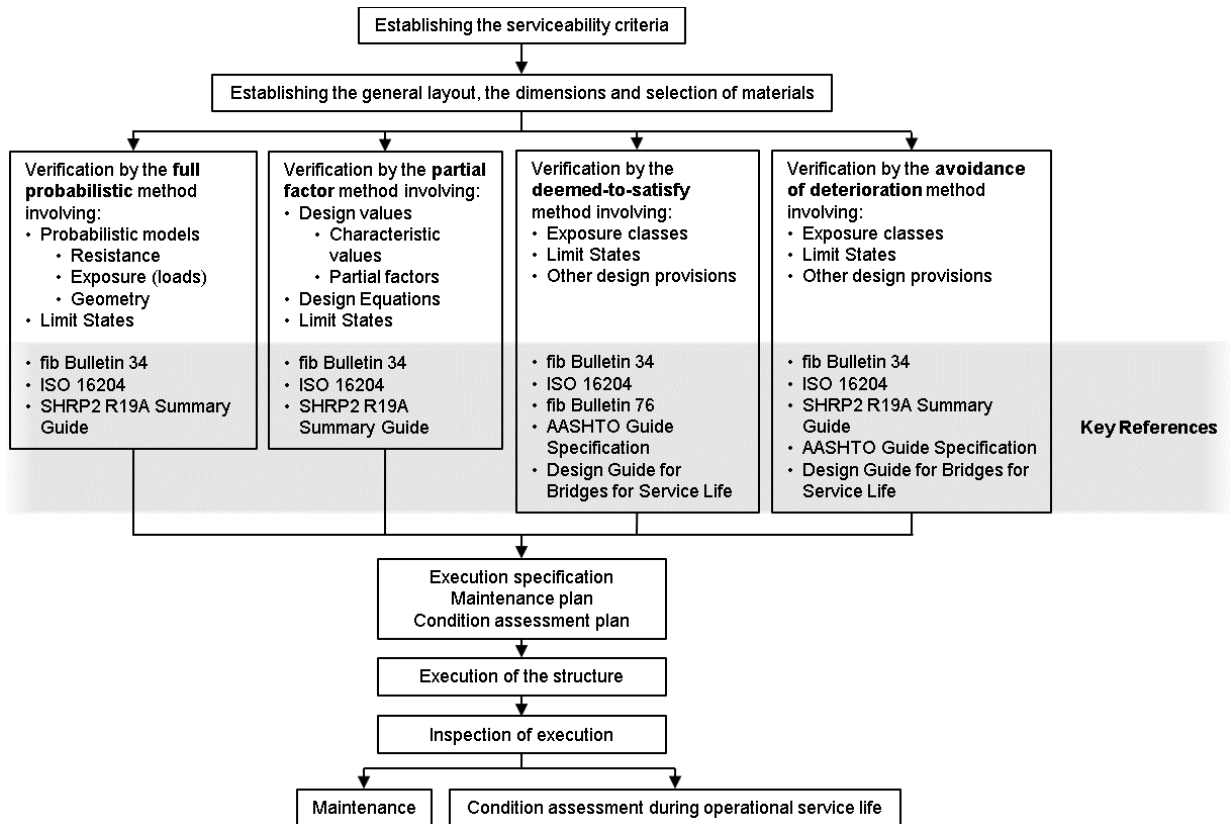 Establishing the serviceability criteria
Establishing the general layout, the dimensions and selection of materials
Verification by the full
probabilistic method
involving:
• Probabilistic models
• Resistance
• Exposure (loads)
• Geometry
• Limit States
• fib Bulletin 34
• ISO 16204
• SHRP2 R19A Summary
Guide
Verification by the partial
factor method involving:
• Design values
• Characteristic
values
• Partial factors
• Design Equations
• Limit States
• fib Bulletin 34
• ISO 16204
• SHRP2 R19A
Summary Guide
Verification by the
deemed-to-satisfy
method involving:
• Exposure classes
• Limit States
• Other design provisions
• fib Bulletin 34
• ISO 16204
• fib Bulletin 76
• AASHTO Guide
Specification
• Design Guide for
Bridges for Service Life
Verification by the avoidance
of deterioration method
involving:
• Exposure classes
• Limit States
• Other design provisions
• fib Bulletin 34
• ISO 16204
• SHRP2 R19A Summary
Guide
• AASHTO Guide Specification
• Design Guide for Bridges for
Service Life
Key References
Execution specification
Maintenance plan
Condition assessment plan
Execution of the structure
Inspection of execution
Maintenance
Condition assessment during operational service life